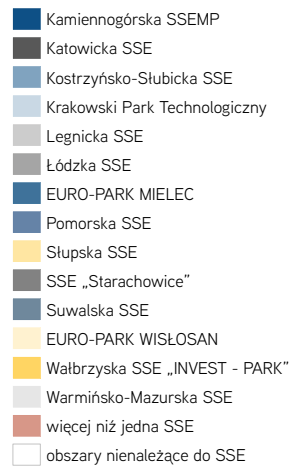 Kamiennogórska SSEMP
Katowicka SSE
Kostrzyńsko-Słubicka SSE
Krakowski Park Technologiczny
Legnicka SSE
Łódzka SSE
EURO-PARK MIELEC
Pomorska SSE
Słupska SSE
SSE „Starachowice”
Suwalska SSE
EURO-PARK WISŁOSAN
Wałbrzyska SSE „INVEST - PARK”
Warmińsko-Mazurska SSE
więcej niż jedna SSE
obszary nienależące do SSE